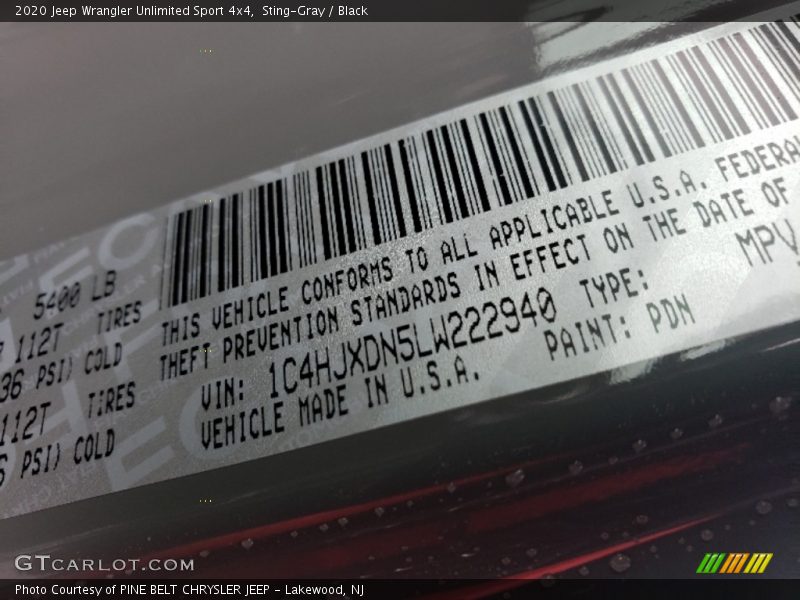 2020 Jeep Wrangler Unlimited Sport 4x4,  Sting-Gray / Black
5400 LB
112T TIRES
36 PSI) COLD
112T TIRES
PSI) COLD
THIS VEHICLE CONFORMS TO ALL APPLICABLE U.S.A. FEDERA
THEFT PREVENTION STANDARDS IN EFFECT ON THE DATE OF
VIN: 1C4HJXDN5LW222940 TYPE: MPV
VEHICLE MADE IN U.S.A. PAINT: PDN
GTCARLOT.COM
Photo Courtesy of PINE BELT CHRYSLER JEEP - Lakewood, NJ